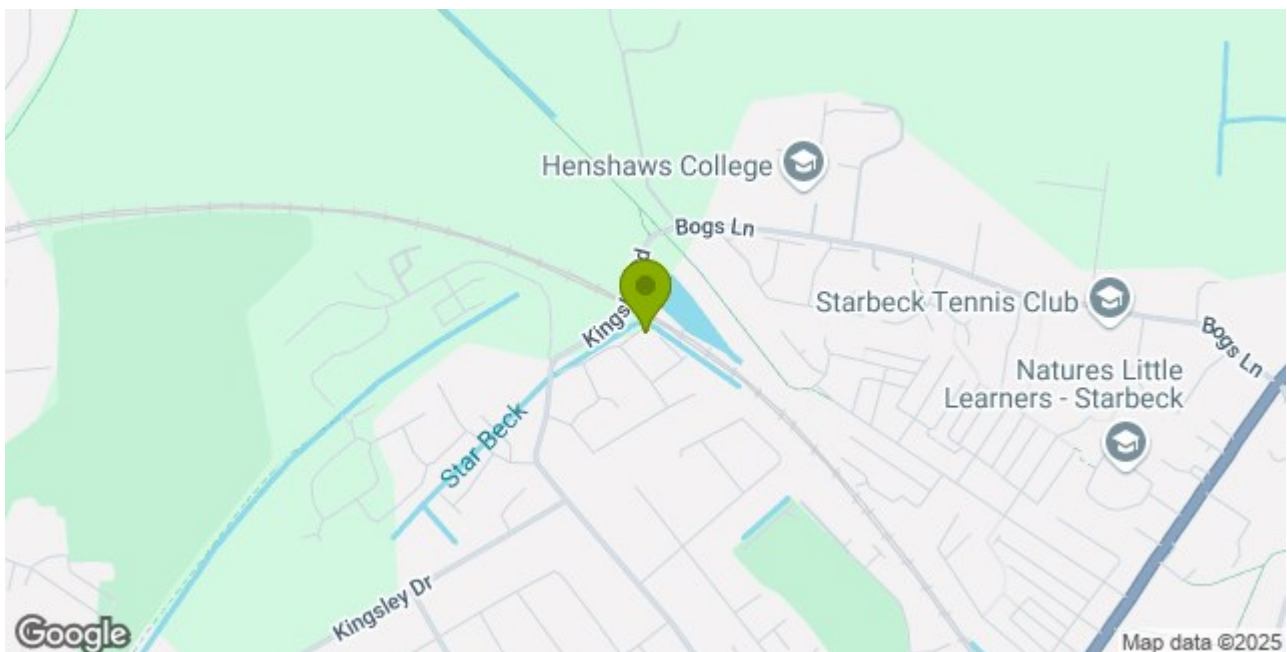 Henshaws College
Bogs Ln
Starbeck Tennis Club
Bogs Ln
Natures Little
Learners - Starbeck
Star Beck
Kingsley Dr
Google
Map data ©2025